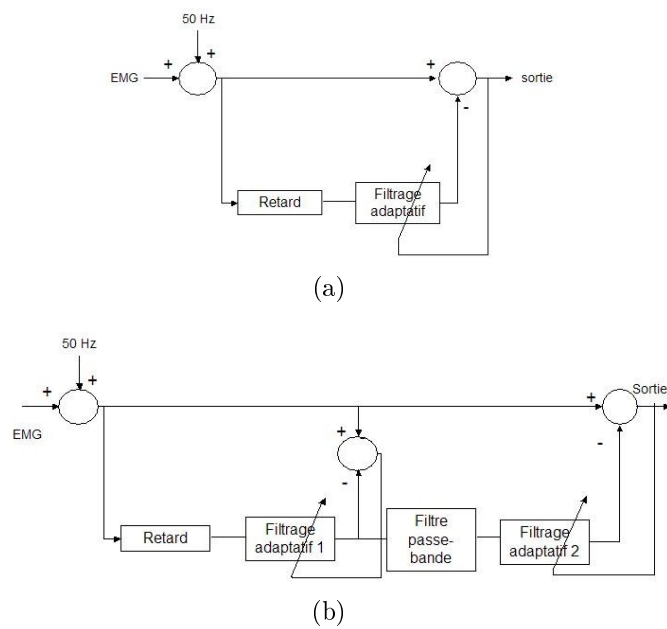 50 Hz
+
+
EMG
+
sortie
-
Retard
Filtrage
adaptatif
(a)
50 Hz
+
+
EMG
+
Sortie
+
-
-
Retard
Filtrage
adaptatif 1
Filtre
passe-
bande
Filtrage
adaptatif 2
(b)